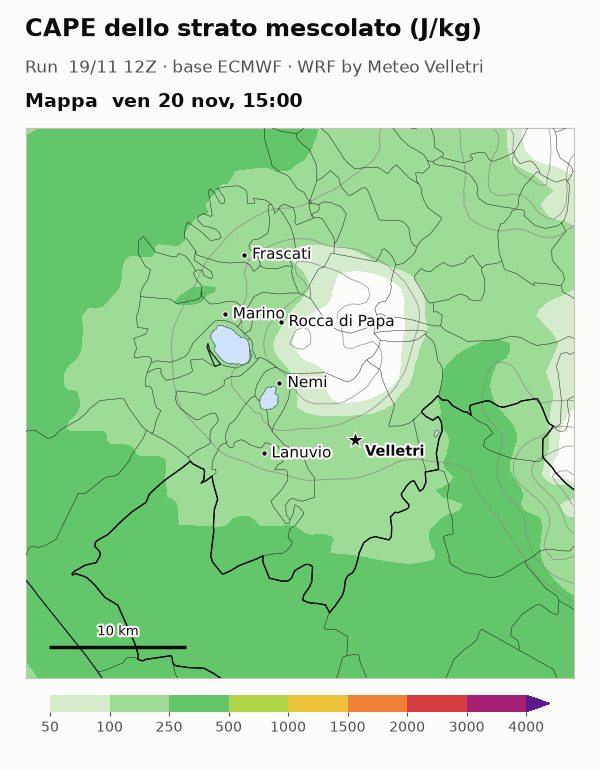 CAPE dello strato mescolato (J/kg)
Run  19/11 12Z · base ECMWF · WRF by Meteo Velletri
Mappa  ven 20 nov, 15:00
Frascati
Marino
Rocca di Papa
Nemi
Velletri
Lanuvio
10 km
50 100 250 500 1000 1500 2000 3000 4000